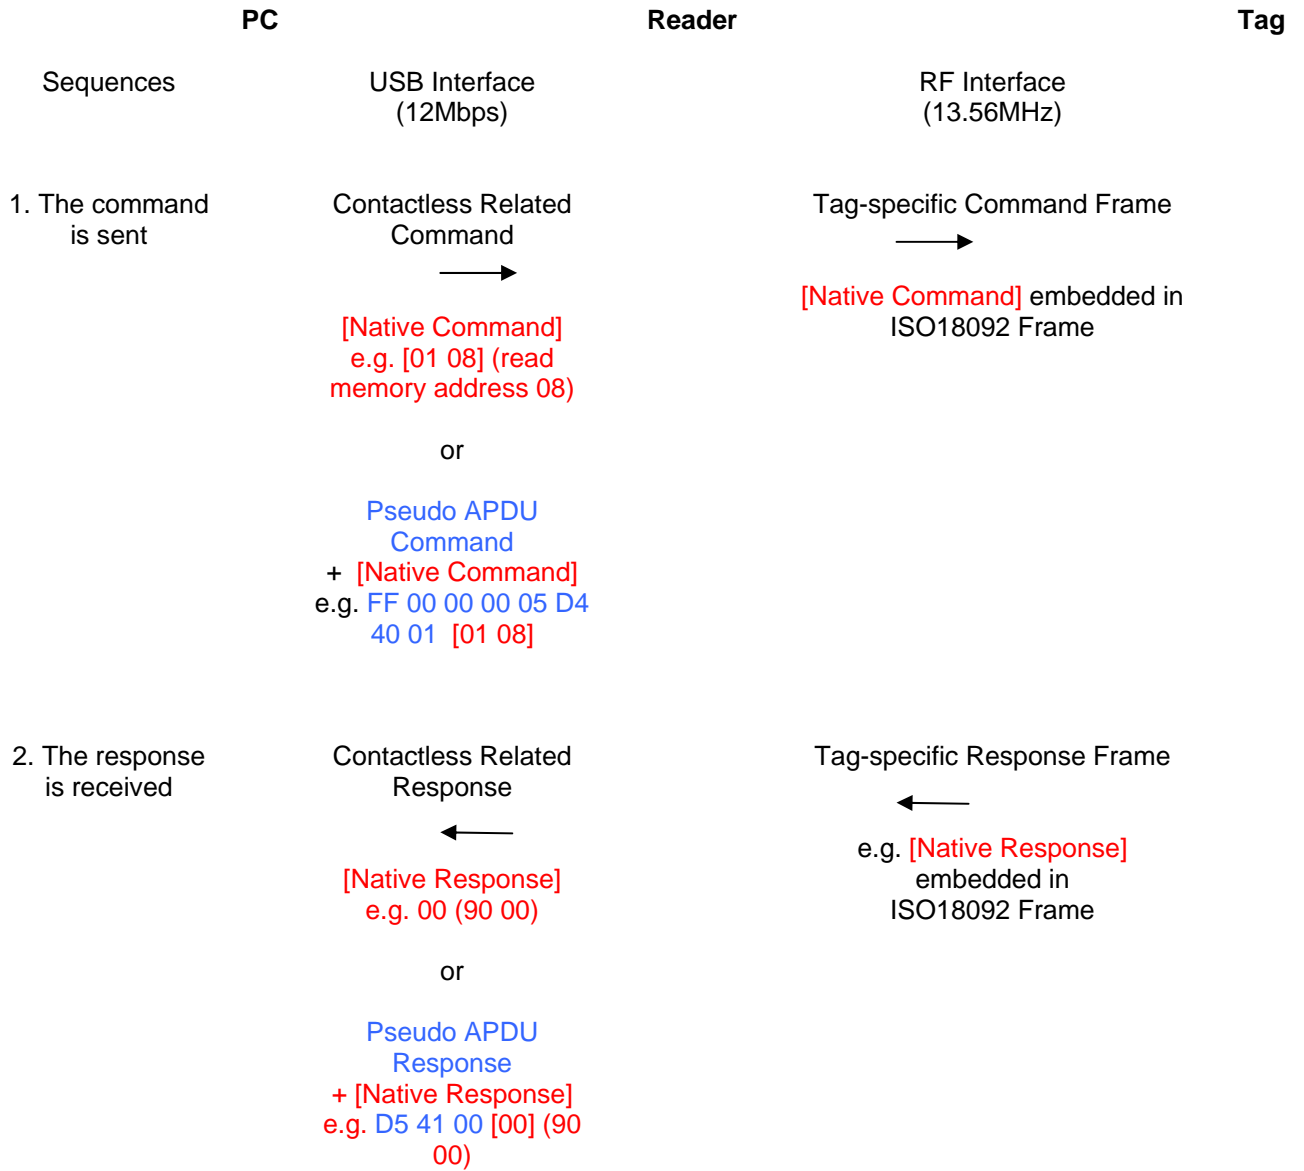 PC Reader Tag
Sequences USB Interface RF Interface
(12Mbps) (13.56MHz)
1. The command Contactless Related Tag-specific Command Frame
is sent Command
[Native Command] embedded in
ISO18092 Frame
[Native Command]
e.g. [01 08] (read
memory address 08)
or
Pseudo APDU
Command
+ [Native Command]
e.g. FF 00 00 00 05 D4
40 01 [01 08]
2. The response Contactless Related Tag-specific Response Frame
is received Response
e.g. [Native Response]
embedded in
ISO18092 Frame
[Native Response]
e.g. 00 (90 00)
or
Pseudo APDU
Response
+ [Native Response]
e.g. D5 41 00 [00] (90
00)